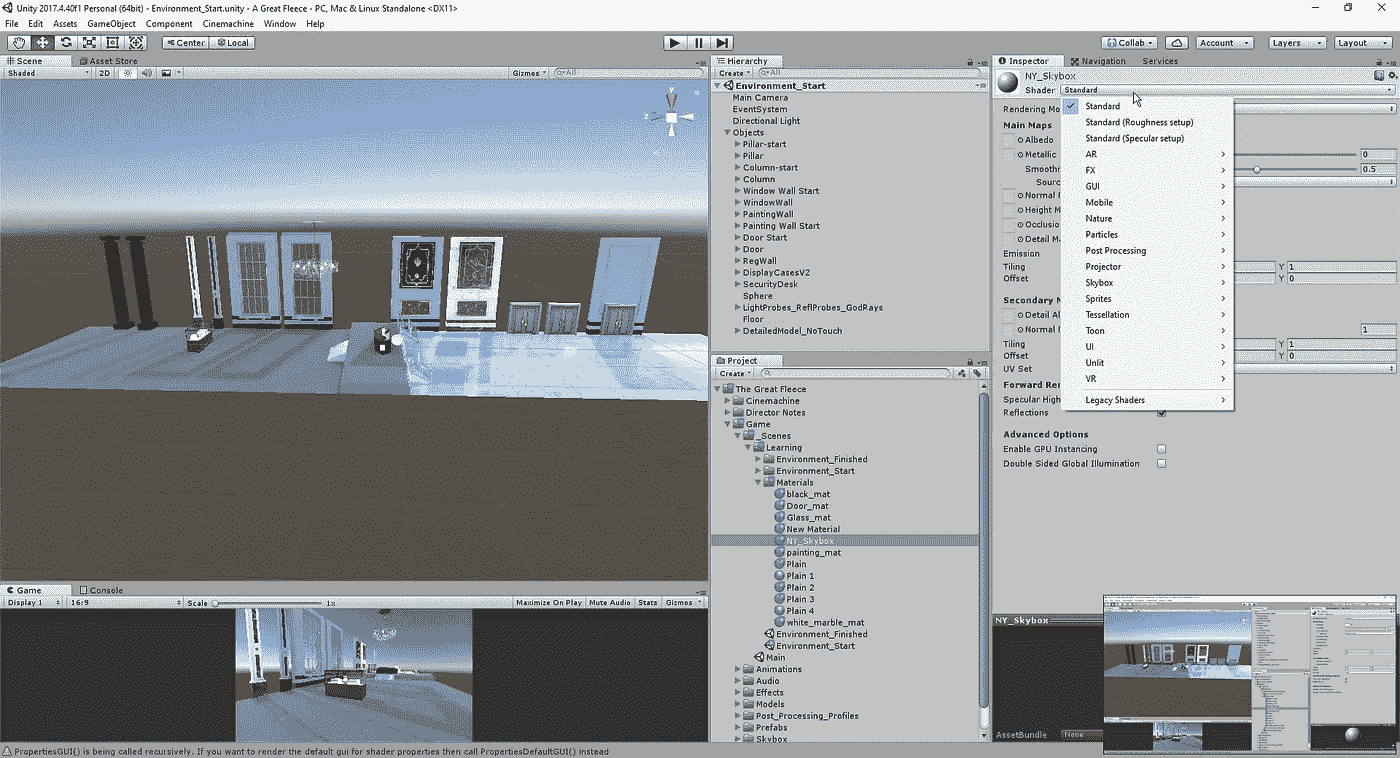 Unity 2017.4.40f1 Personal (64bit) - Environment_Start.unity - A Great Fleece - PC, Mac & Linux Standalone <DX11>
File Edit Assets GameObject Component Cinemachine Window Help
Center Local Collab Account Layers Layout
Scene Asset Store
Shaded 2D Gizmos All
Hierarchy
Create All
Environment_Start
Main Camera
EventSystem
Directional Light
Objects
Pillar-start
Pillar
Column-start
Column
Window Wall Start
WindowWall
PaintingWall
Painting Wall Start
Door Start
Door
RegWall
DisplayCasesV2
SecurityDesk
Sphere
LightProbes_ReflProbes_GodRays
Floor
DetailedModel_NoTouch
Project
Create
The Great Fleece
Cinemachine
Director Notes
Game
_Scenes
Learning
Environment_Finished
Environment_Start
Materials
black_mat
Door_mat
Glass_mat
New Material
NY_Skybox
painting_mat
Plain
Plain 1
Plain 2
Plain 3
Plain 4
white_marble_mat
Environment_Finished
Environment_Start
Main
Animations
Audio
Effects
Models
Post_Processing_Profiles
Prefabs
Skybox
Inspector Navigation Services
NY_Skybox
Shader Standard
Rendering Mo
Main Maps
Albedo
Metallic 0
Smoothn 0.5
Sourc
Normal
Height M
Occlusio
Detail M
Emission
Tiling Y 1
Offset Y 0
Secondary M
Detail Al
Normal 1
Tiling Y 1
Offset Y 0
UV Set
Forward Ren
Specular High
Reflections
Advanced Options
Enable GPU Instancing
Double Sided Global Illumination
Standard
Standard (Roughness setup)
Standard (Specular setup)
AR
FX
GUI
Mobile
Nature
Particles
Post Processing
Projector
Skybox
Sprites
Tessellation
Toon
UI
Unlit
VR
Legacy Shaders
NY_Skybox
AssetBundle None
Game Console
Display 1 16:9 Scale 1x Maximize On Play Mute Audio Stats Gizmos
PropertiesGUI() is being called recursively. If you want to render the default gui for shader properties then call PropertiesDefaultGUI() instead